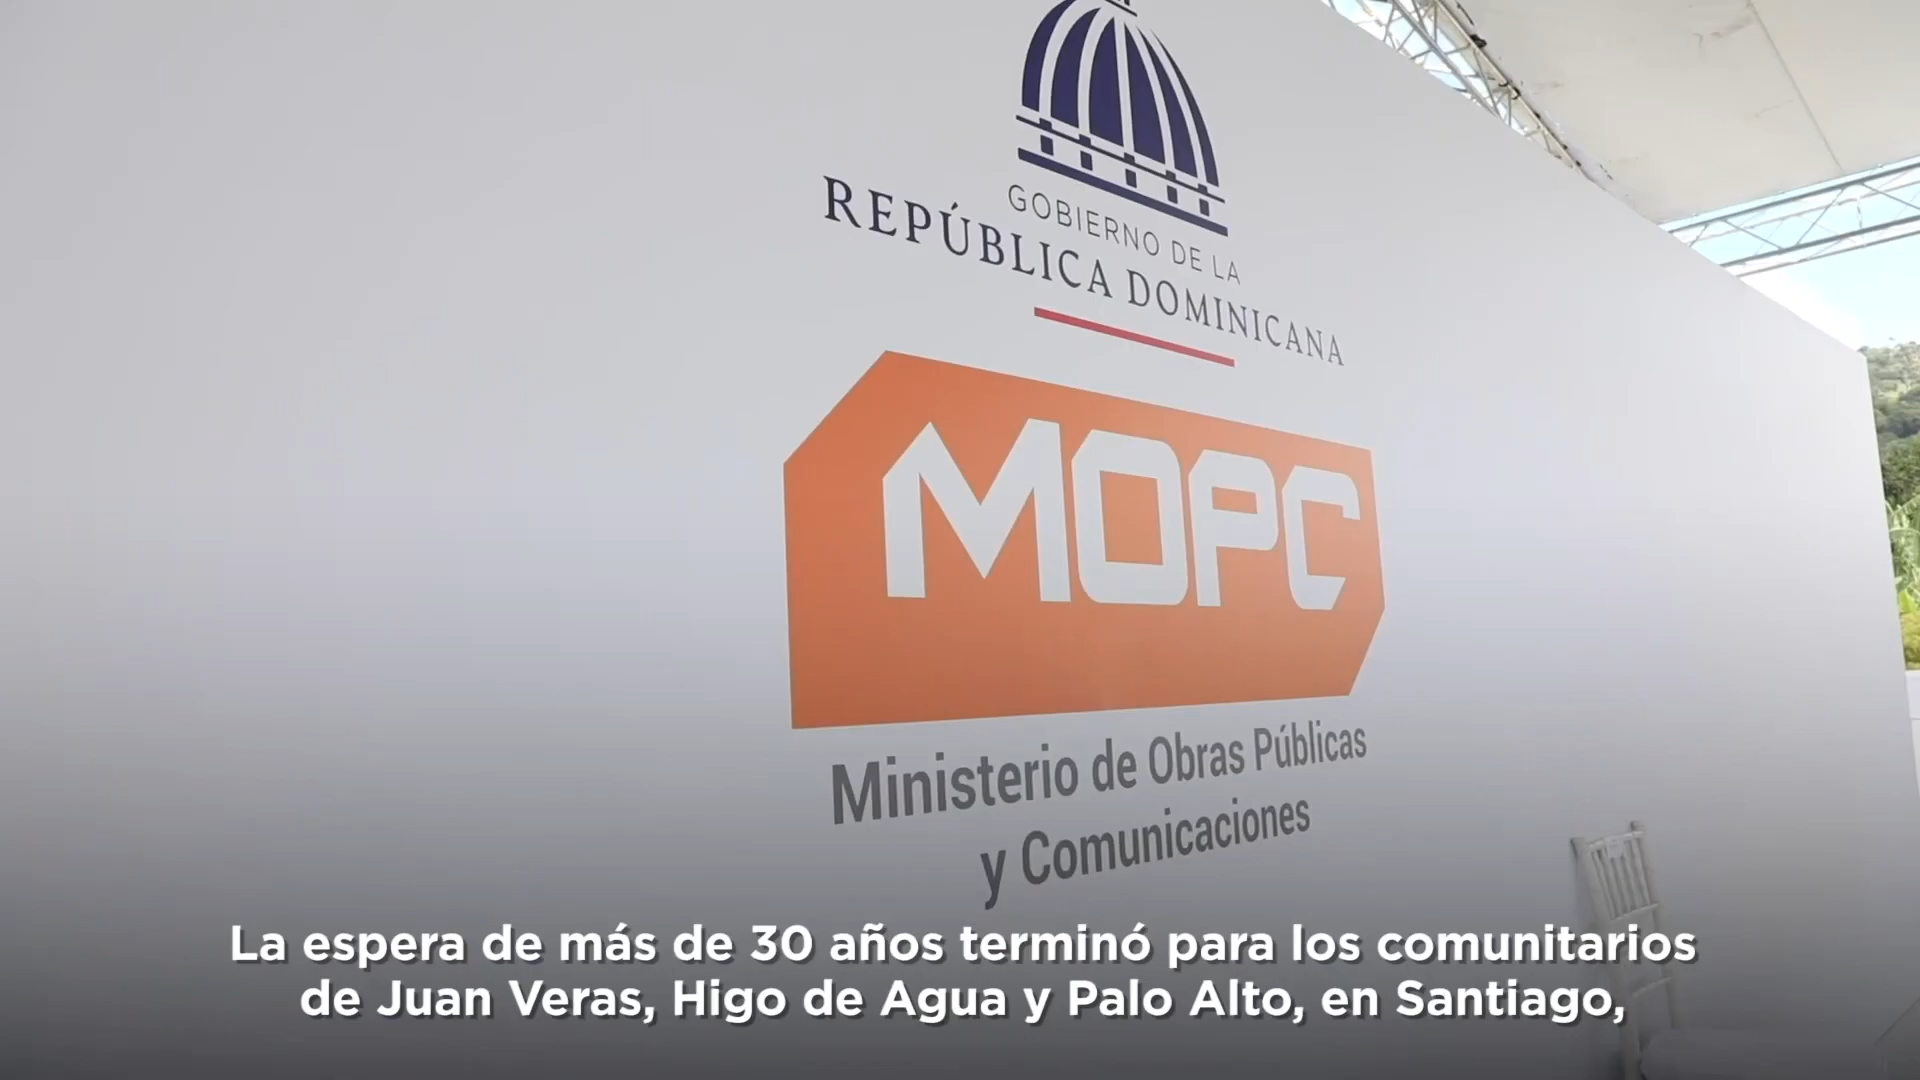 GOBIERNO DE LA
REPÚBLICA DOMINICANA
MOPC
Ministerio de Obras Públicas
y Comunicaciones
La espera de más de 30 años terminó para los comunitarios
de Juan Veras, Higo de Agua y Palo Alto, en Santiago,